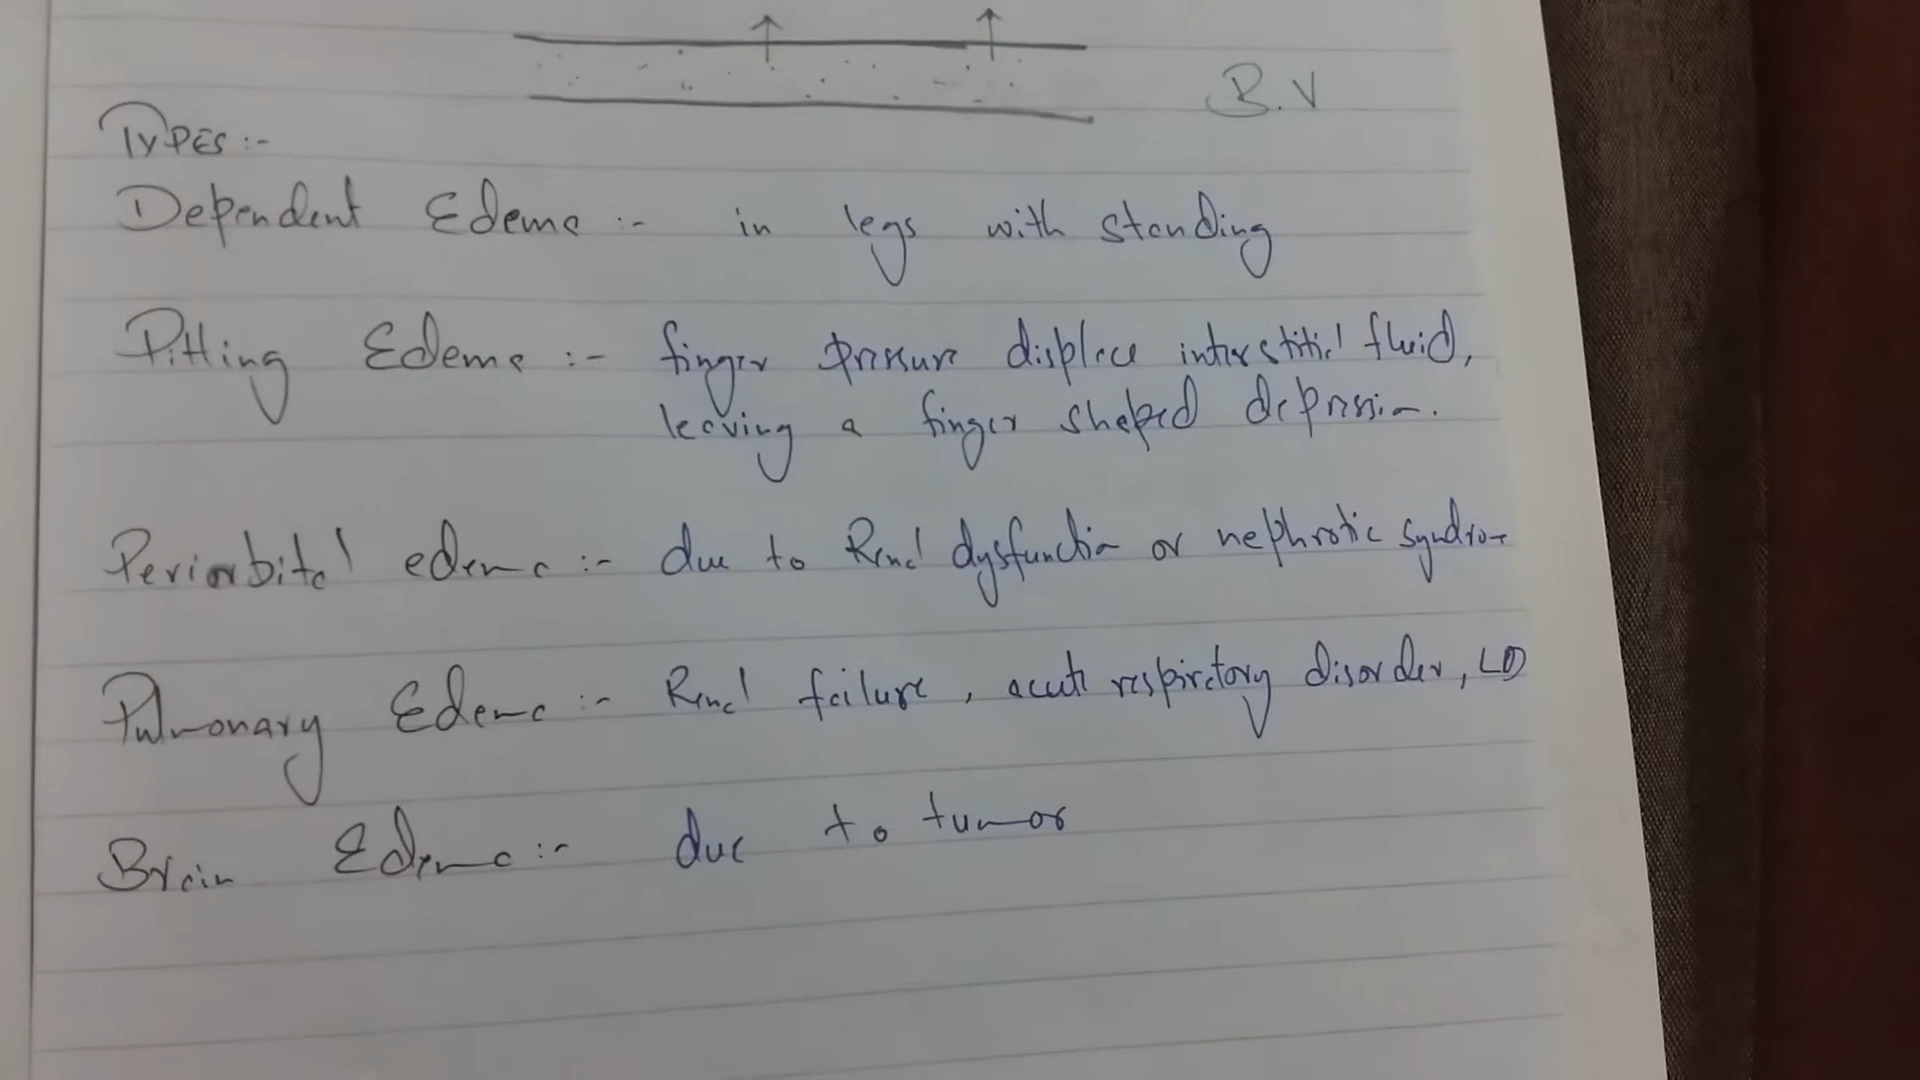 B.V
TYPES :-
Dependent Edema :- in legs with standing
Pitting Edema :- finger pressure displace interstitial fluid,
leaving a finger shaped depression.
Periorbital edema :- due to Renal dysfunction or nephrotic syndrome
Pulmonary Edema :- Renal failure, acute respiratory disorder, LD
Brain Edema :- due to tumor